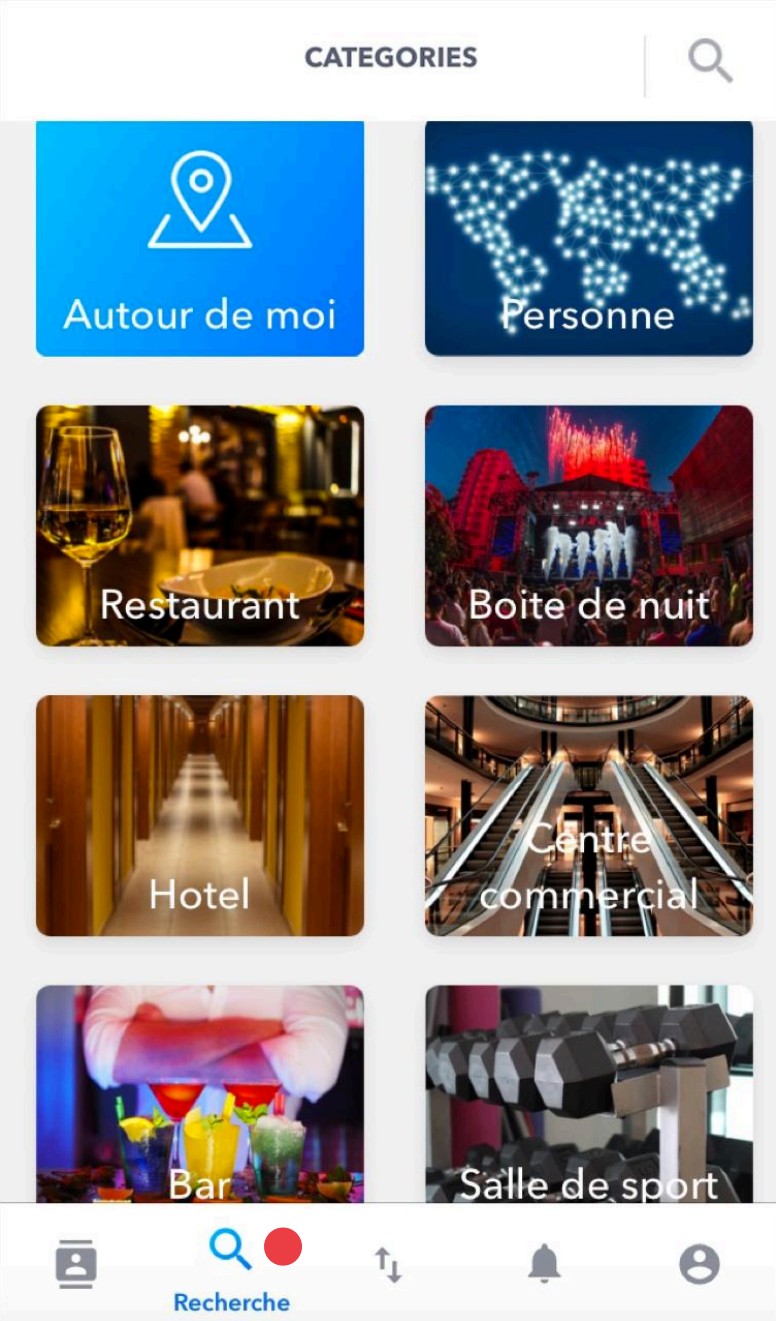 CATEGORIES
Autour de moi
Personne
Restaurant
Boite de nuit
Hotel
Centre
commercial
Bar
Salle de sport
Recherche